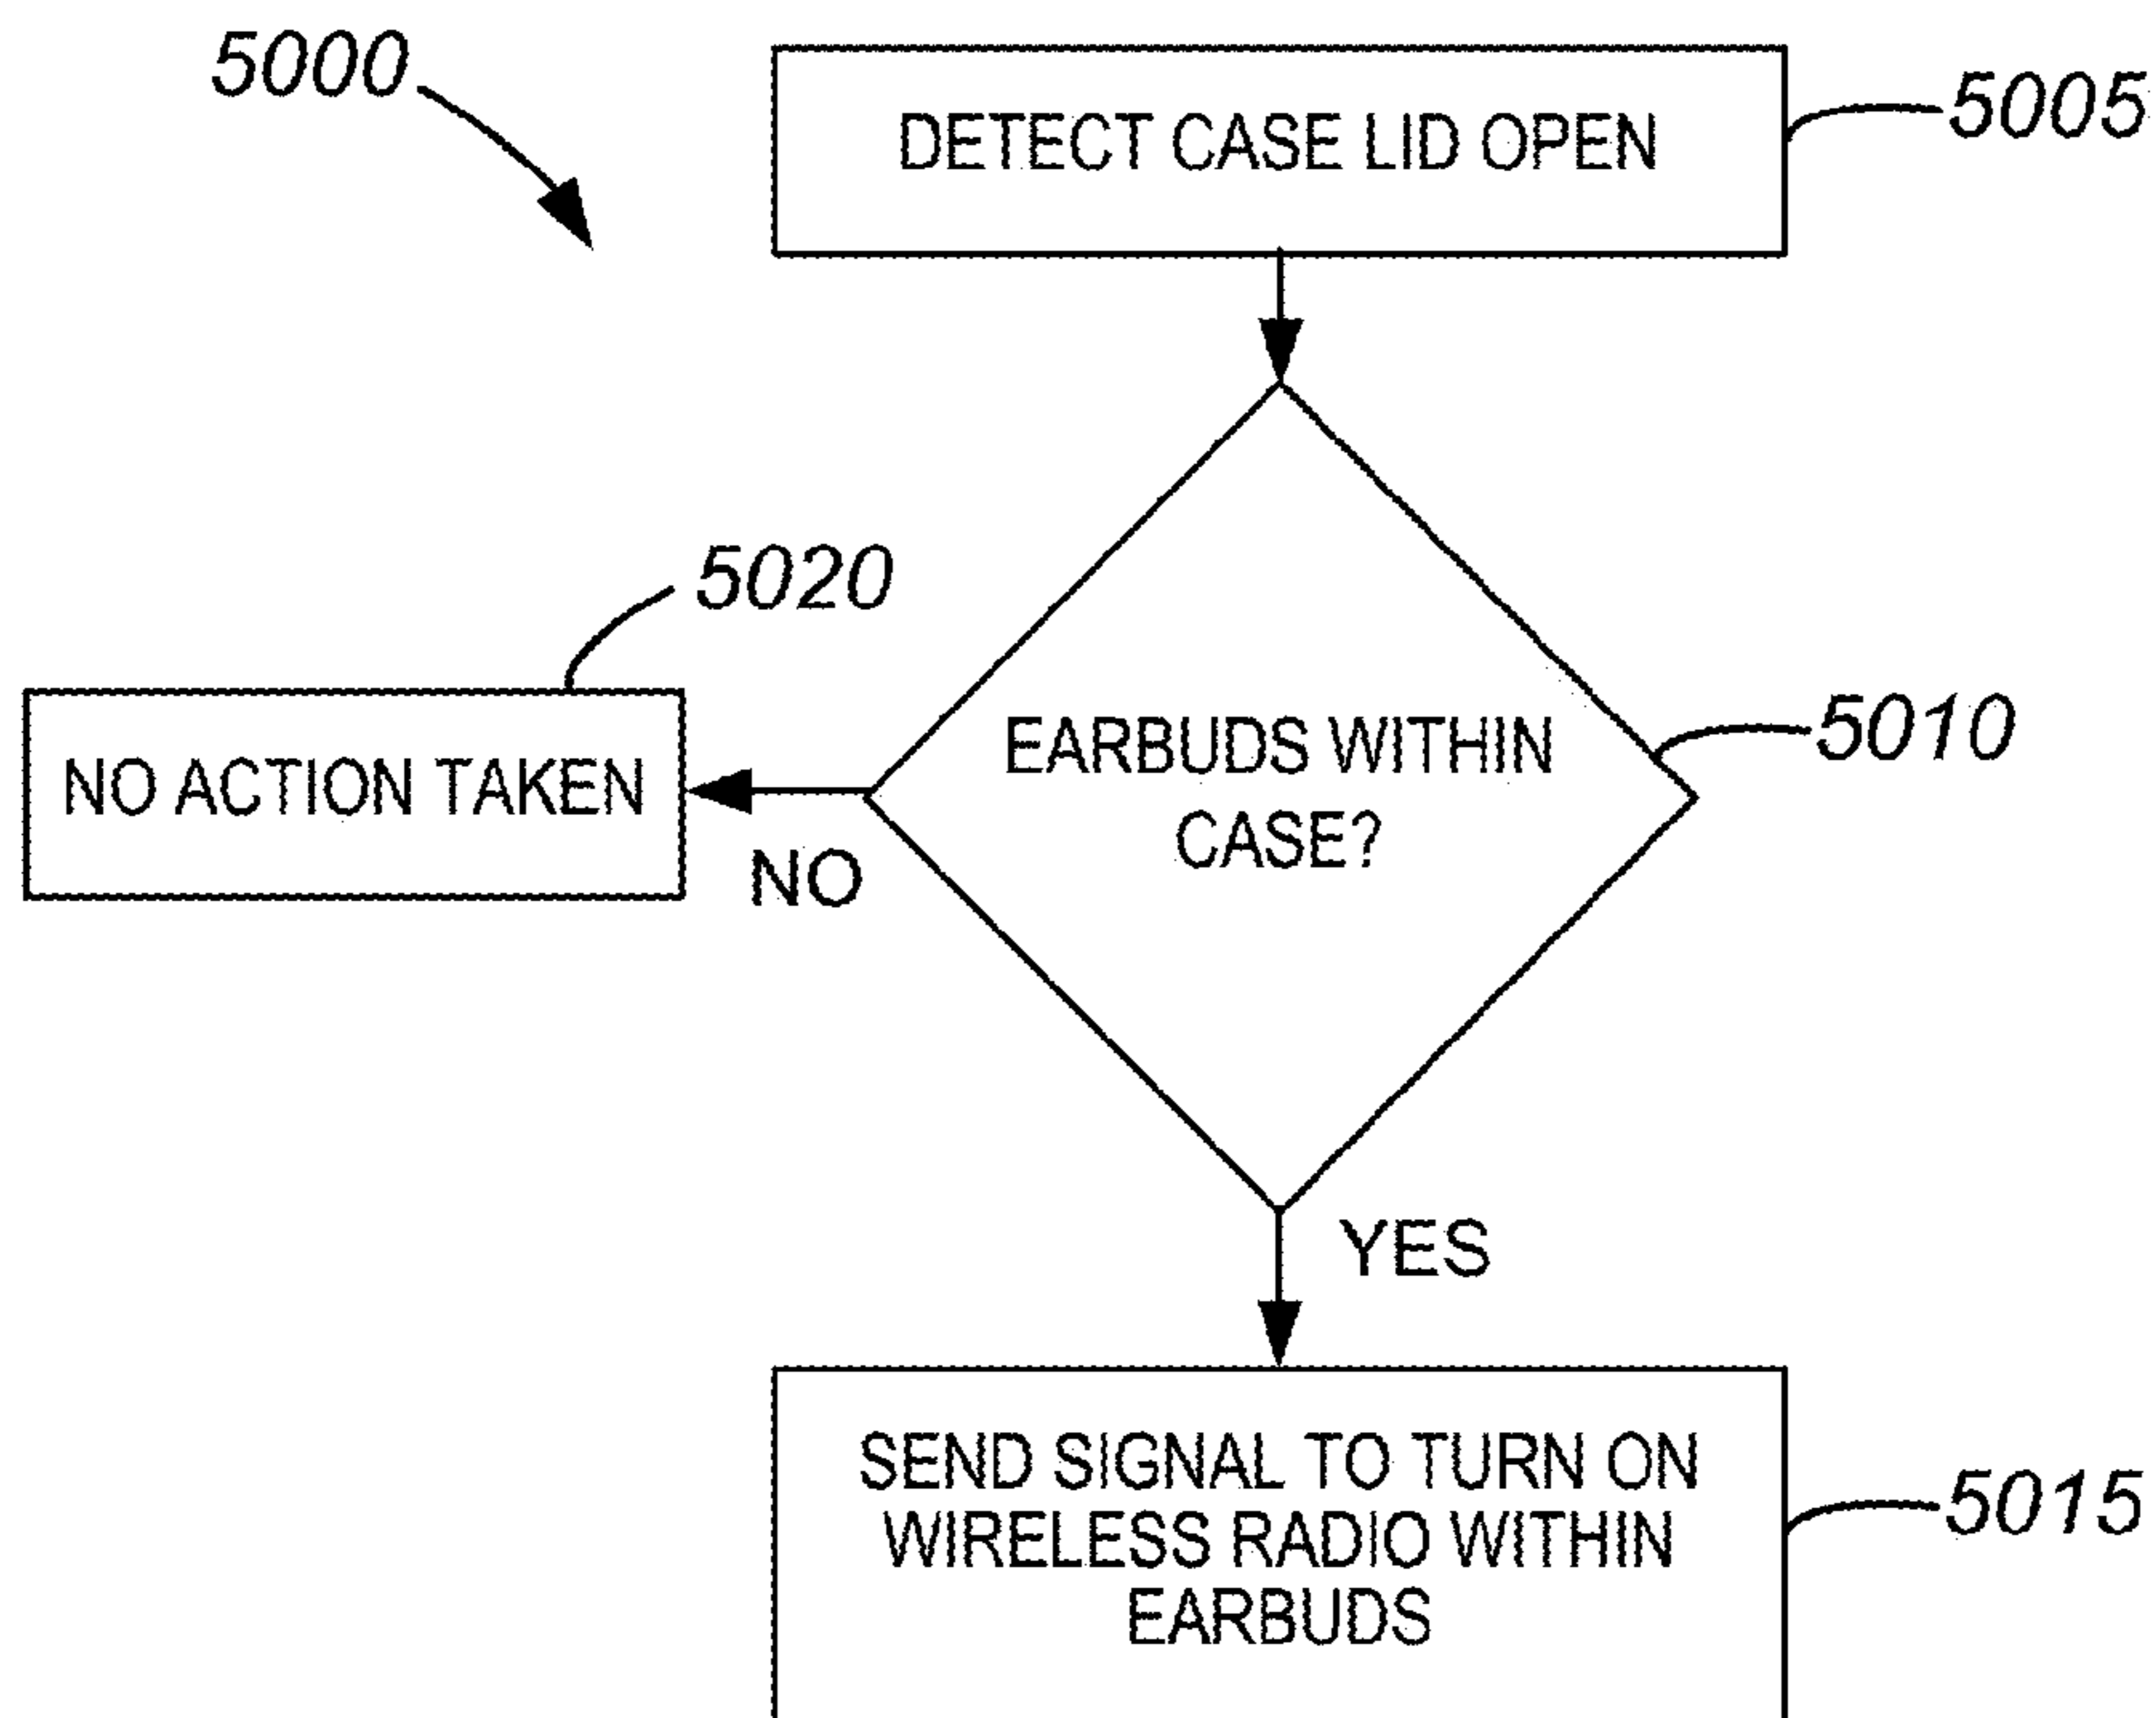 5000
DETECT CASE LID OPEN
5005
5020
NO ACTION TAKEN
NO
EARBUDS WITHIN
CASE?
5010
YES
SEND SIGNAL TO TURN ON
WIRELESS RADIO WITHIN
EARBUDS
5015